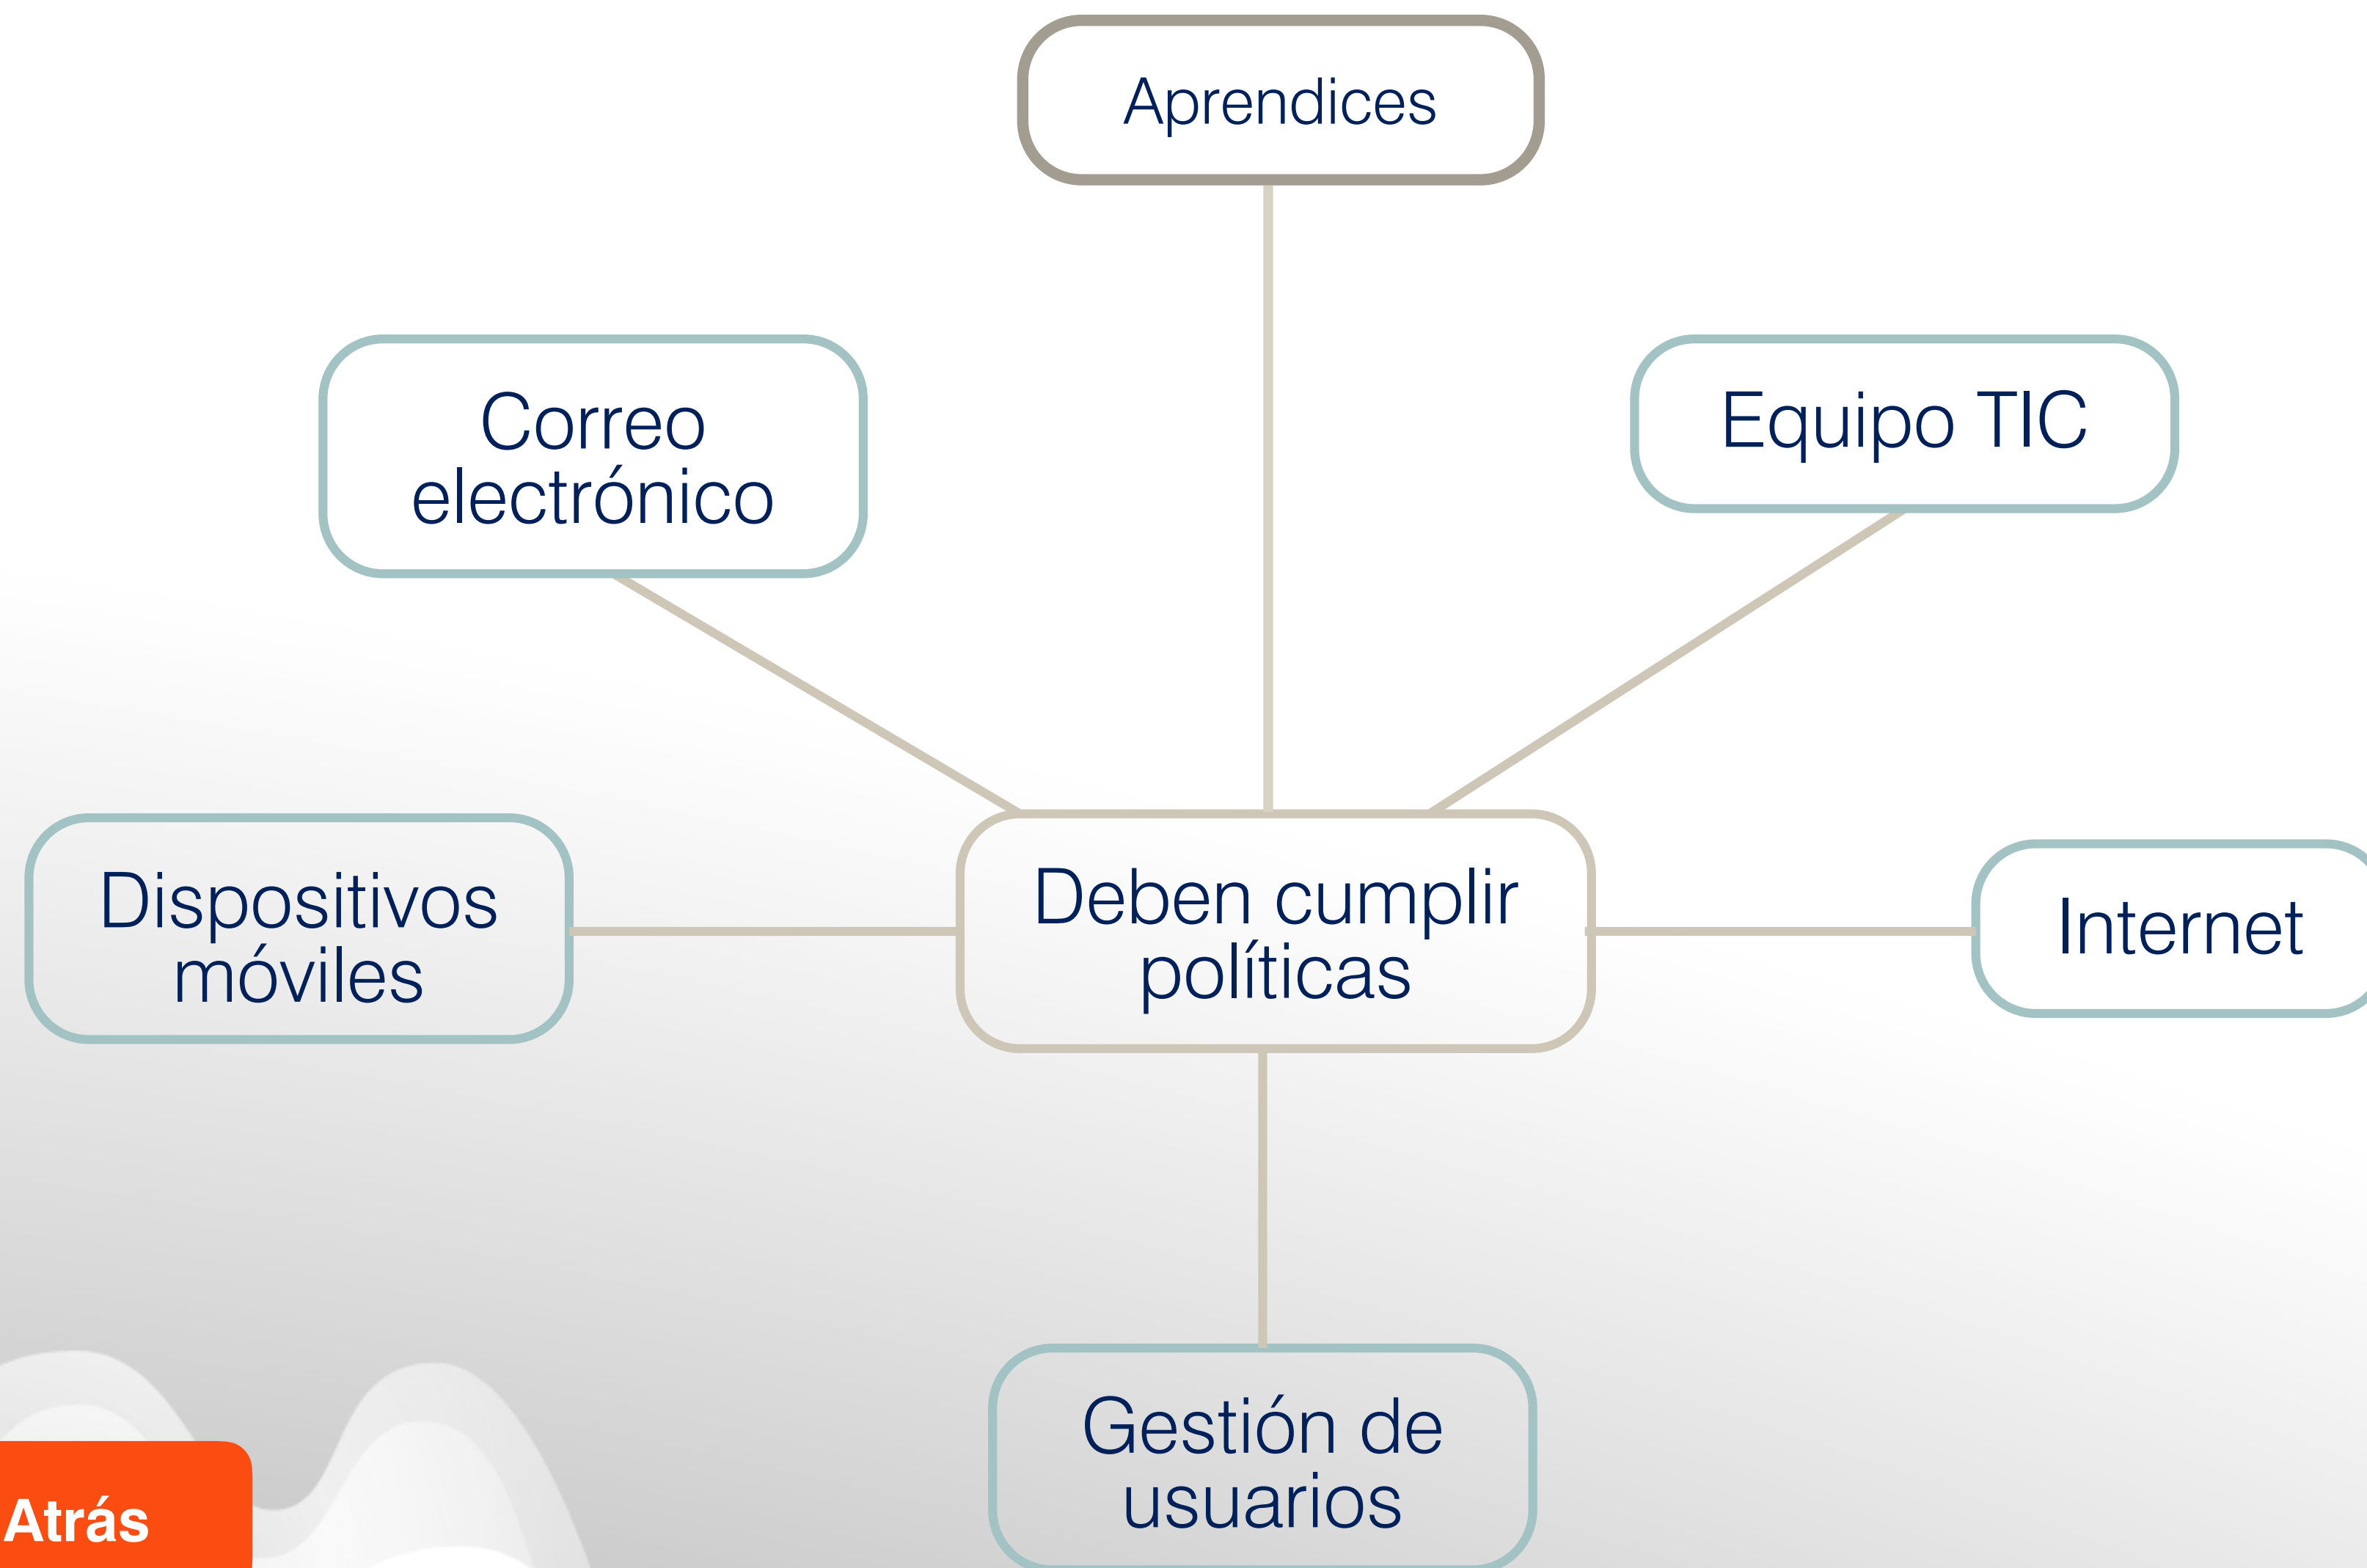 Aprendices
Correo
electrónico
Equipo TIC
Dispositivos
móviles
Deben cumplir
políticas
Internet
Gestión de
usuarios
Atrás